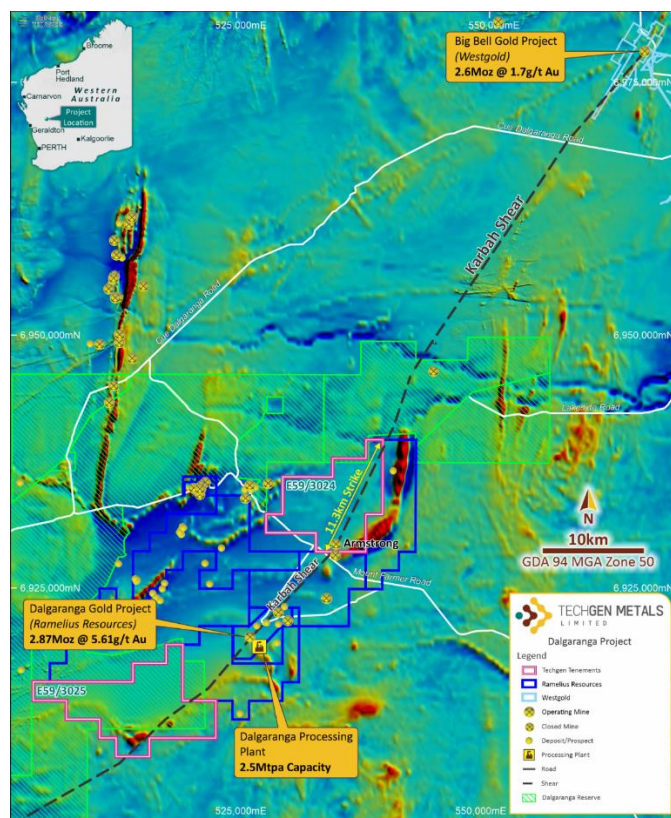 525,000mE
550,000mE
Broome
Port
Hedland
Western
Australia
Carnarvon
Project
Location
Geraldton
Kalgoorlie
PERTH
Big Bell Gold Project
(Westgold)
2.6Moz @ 1.7g/t Au
6,975,000mN
Cue Dalgaranga Road
Karbah Shear
Cue Dalgaranga Road
6,950,000mN
6,950,000mN
Lakeside Road
E59/3024
11.3km Strike
Armstrong
N
10km
GDA 94 MGA Zone 50
Karbah Shear
Mount Farmer Road
6,925,000mN
6,925,000mN
Dalgaranga Gold Project
(Ramelius Resources)
2.87Moz @ 5.61g/t Au
E59/3025
Dalgaranga Processing
Plant
2.5Mtpa Capacity
TECHGEN METALS
LIMITED
Dalgaranga Project
Legend
Techgen Tenements
Ramelius Resources
Westgold
Operating Mine
Closed Mine
Deposit/Prospect
Processing Plant
Road
Shear
Dalgaranga Reserve
525,000mE
550,000mE